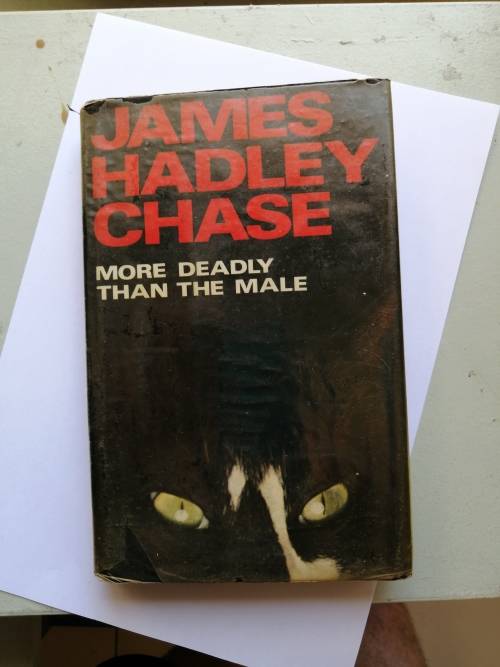 JAMES
HADLEY
CHASE
MORE DEADLY
THAN THE MALE